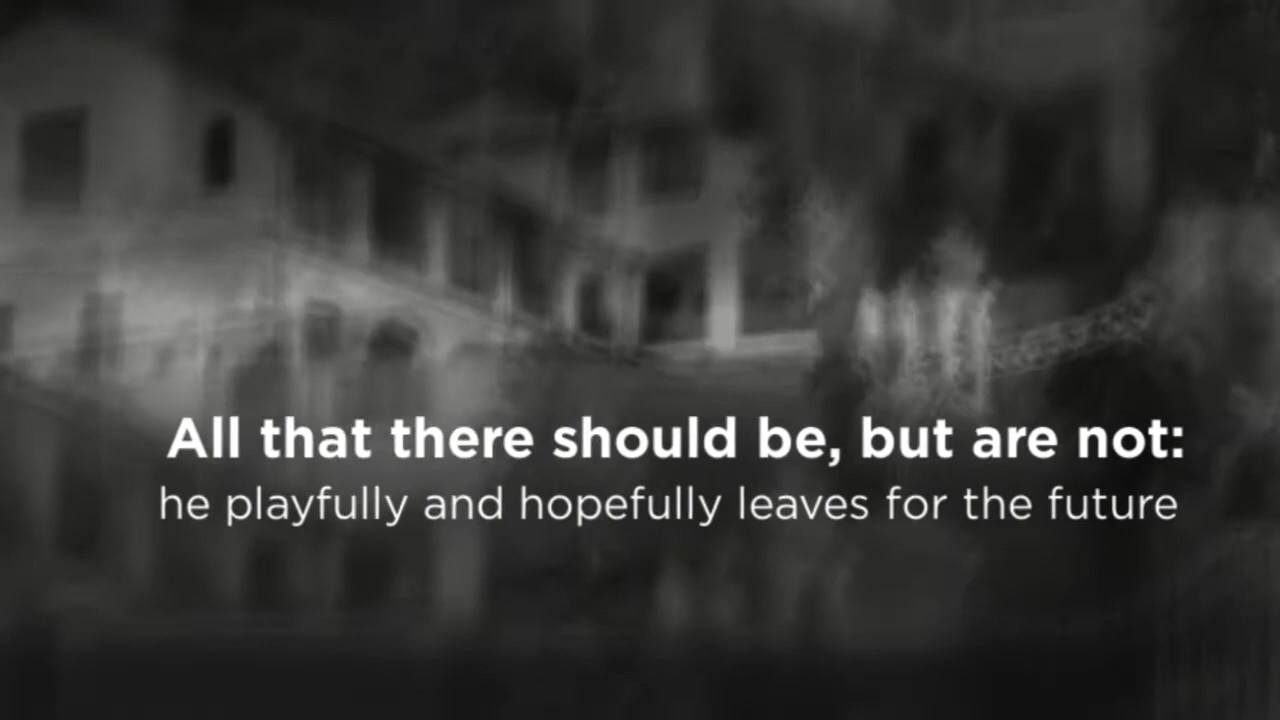 All that there should be, but are not:
he playfully and hopefully leaves for the future